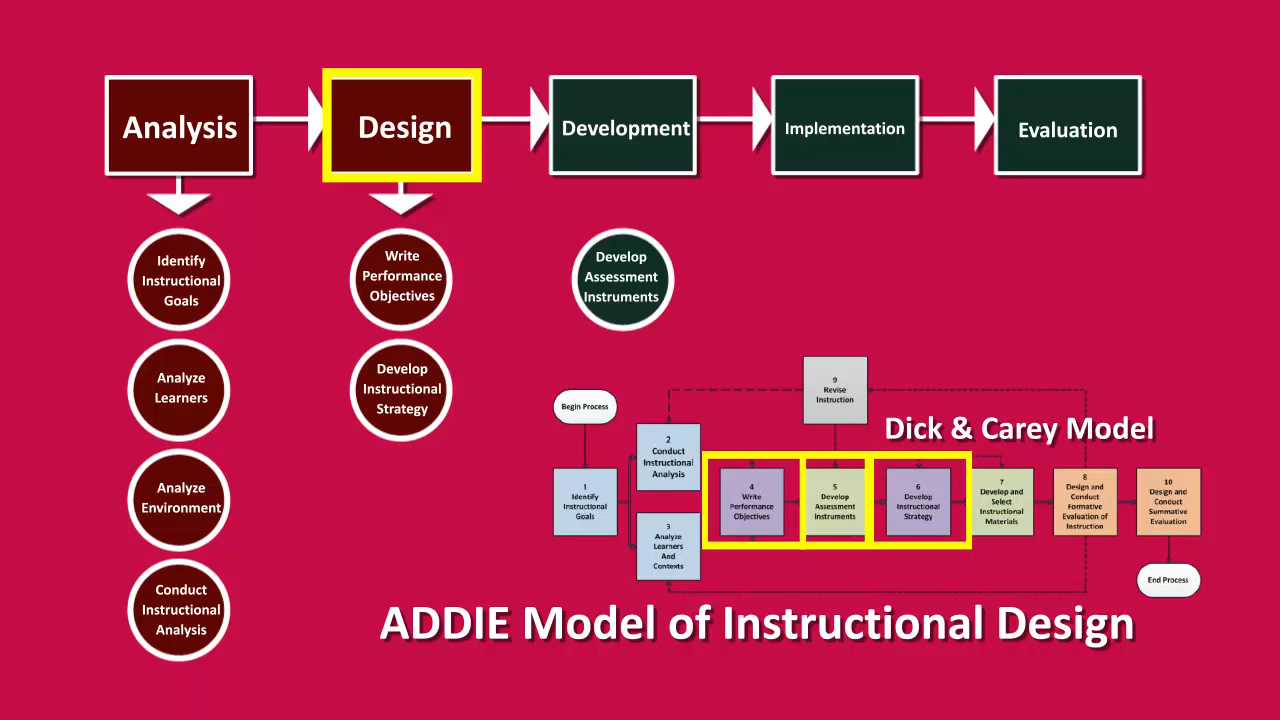 Analysis
Design
Development
Implementation
Evaluation
Identify
Instructional
Goals
Write
Performance
Objectives
Develop
Assessment
Instruments
Analyze
Learners
Develop
Instructional
Strategy
Analyze
Environment
Conduct
Instructional
Analysis
9
Revise
Instruction
Begin Process
Dick & Carey Model
2
Conduct
Instructional
Analysis
1
Identify
Instructional
Goals
3
Analyze
Learners
And
Contexts
4
Write
Performance
Objectives
5
Develop
Assessment
Instruments
6
Develop
Instructional
Strategy
7
Develop and
Select
Instructional
Materials
8
Design and
Conduct
Formative
Evaluation of
Instruction
10
Design and
Conduct
Summative
Evaluation
End Process
ADDIE Model of Instructional Design